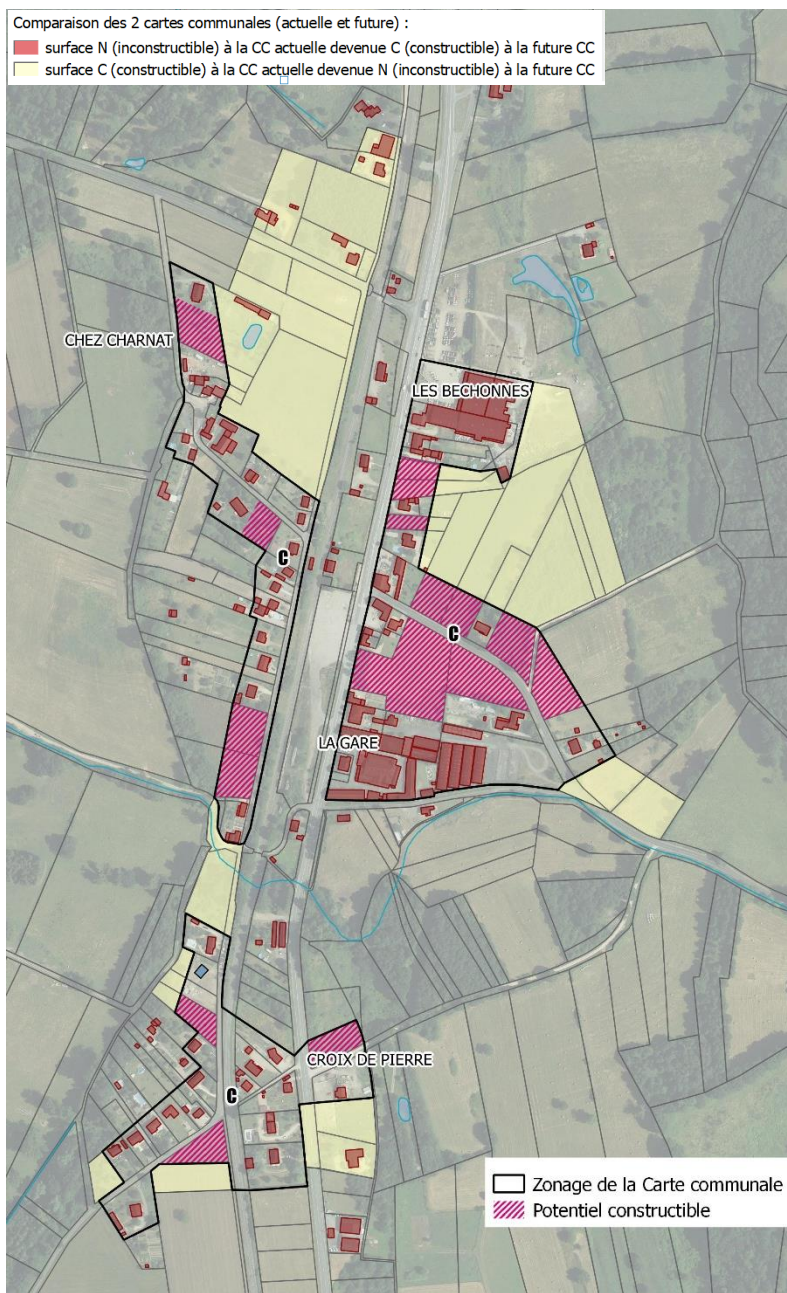 Comparaison des 2 cartes communales (actuelle et future) :
surface N (inconstructible) à la CC actuelle devenue C (constructible) à la future CC
surface C (constructible) à la CC actuelle devenue N (inconstructible) à la future CC
CHEZ CHARNAT
LES BECHONNES
C
C
LA GARE
CROIX DE PIERRE
C
Zonage de la Carte communale
Potentiel constructible